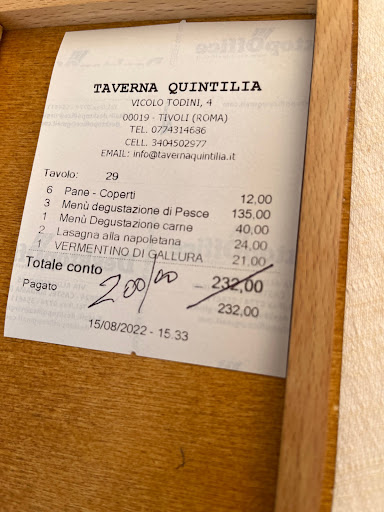 TAVERNA QUINTILIA
VICOLO TODINI, 4
00019 - TIVOLI (ROMA)
TEL. 0774314686
CELL. 3404502977
EMAIL: info@tavernaquintilia.it
Tavolo: 29
6 Pane - Coperti 12,00
3 Menù degustazione di Pesce 135,00
1 Menù Degustazione carne 40,00
2 Lasagna alla napoletana 24,00
1 VERMENTINO DI GALLURA 21,00
Totale conto 232,00
Pagato 200/00 232,00
15/08/2022 - 15.33